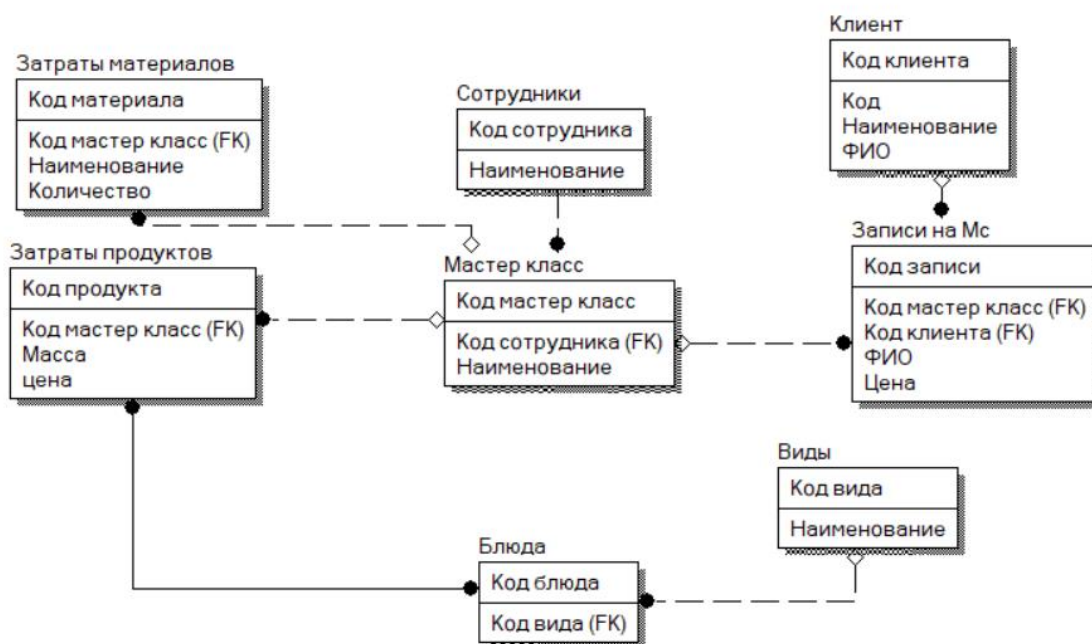 Затраты материалов
Код материала
Код мастер класс (FK)
Наименование
Количество
Сотрудники
Код сотрудника
Наименование
Клиент
Код клиента
Код
Наименование
ФИО
Затраты продуктов
Код продукта
Код мастер класс (FK)
Масса
цена
Мастер класс
Код мастер класс
Код сотрудника (FK)
Наименование
Записи на Мс
Код записи
Код мастер класс (FK)
Код клиента (FK)
ФИО
Цена
Виды
Код вида
Наименование
Блюда
Код блюда
Код вида (FK)